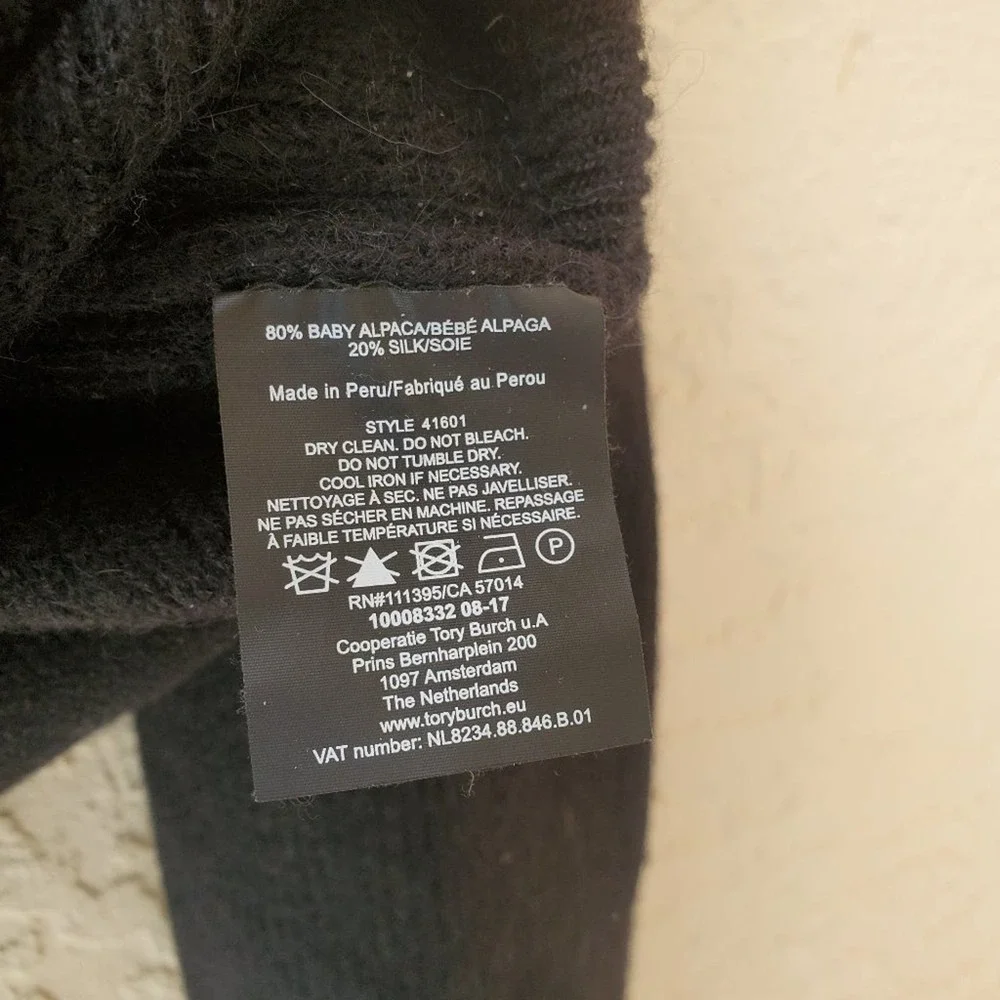 80% BABY ALPACA/BÉBÉ ALPAGA
20% SILK/SOIE
Made in Peru/Fabriqué au Perou
STYLE 41601
DRY CLEAN. DO NOT BLEACH.
DO NOT TUMBLE DRY.
COOL IRON IF NECESSARY.
NETTOYAGE À SEC. NE PAS JAVELLISER.
NE PAS SÉCHER EN MACHINE. REPASSAGE
À FAIBLE TEMPÉRATURE SI NÉCESSAIRE.
P
RN#111395/CA 57014
10008332 08-17
Cooperatie Tory Burch u.A
Prins Bernharplein 200
1097 Amsterdam
The Netherlands
www.toryburch.eu
VAT number: NL8234.88.846.B.01